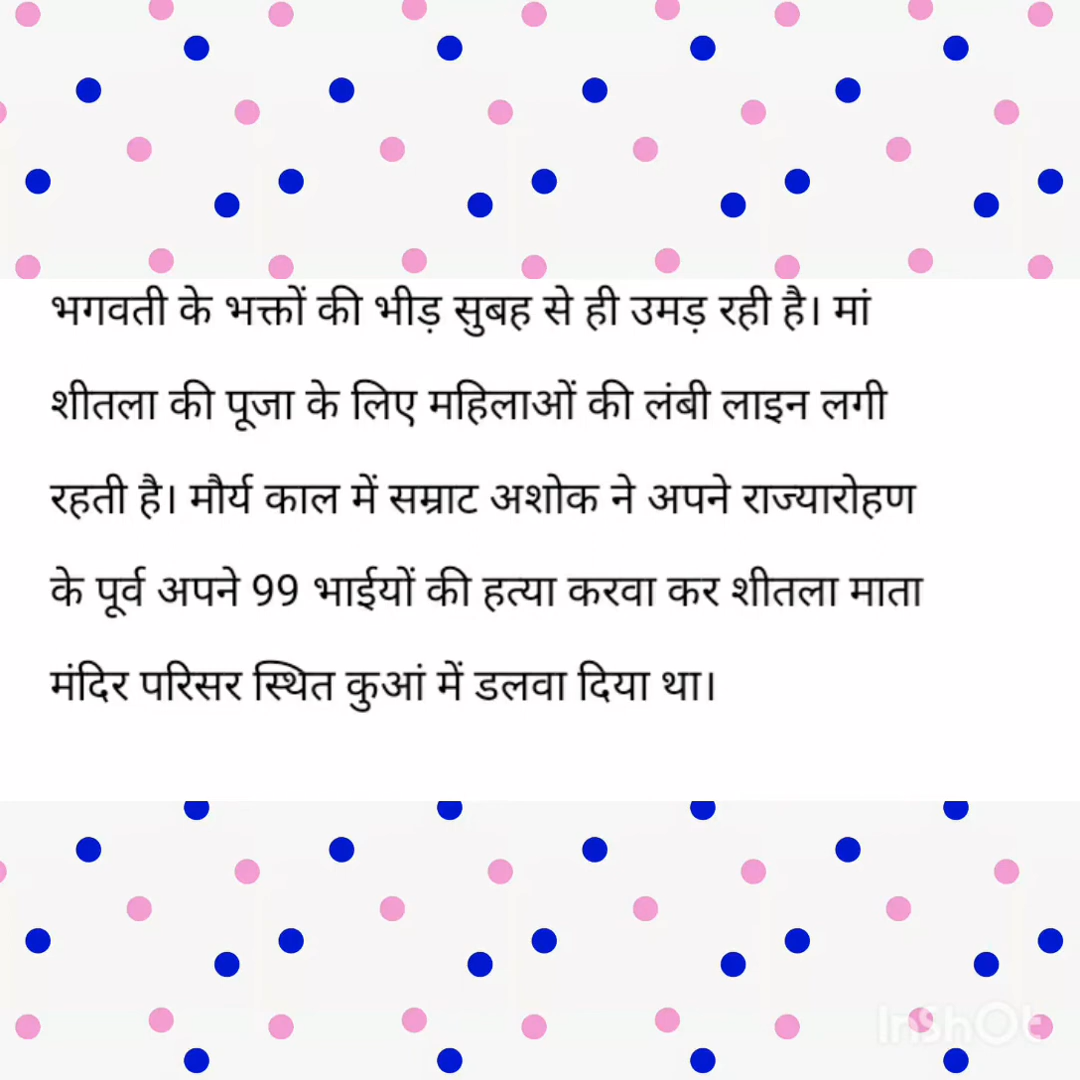 भगवती के भक्तों की भीड़ सुबह से ही उमड़ रही है। मां
शीतला की पूजा के लिए महिलाओं की लंबी लाइन लगी
रहती है। मौर्य काल में सम्राट अशोक ने अपने राज्यारोहण
के पूर्व अपने 99 भाईयों की हत्या करवा कर शीतला माता
मंदिर परिसर स्थित कुआं में डलवा दिया था।
InShOt